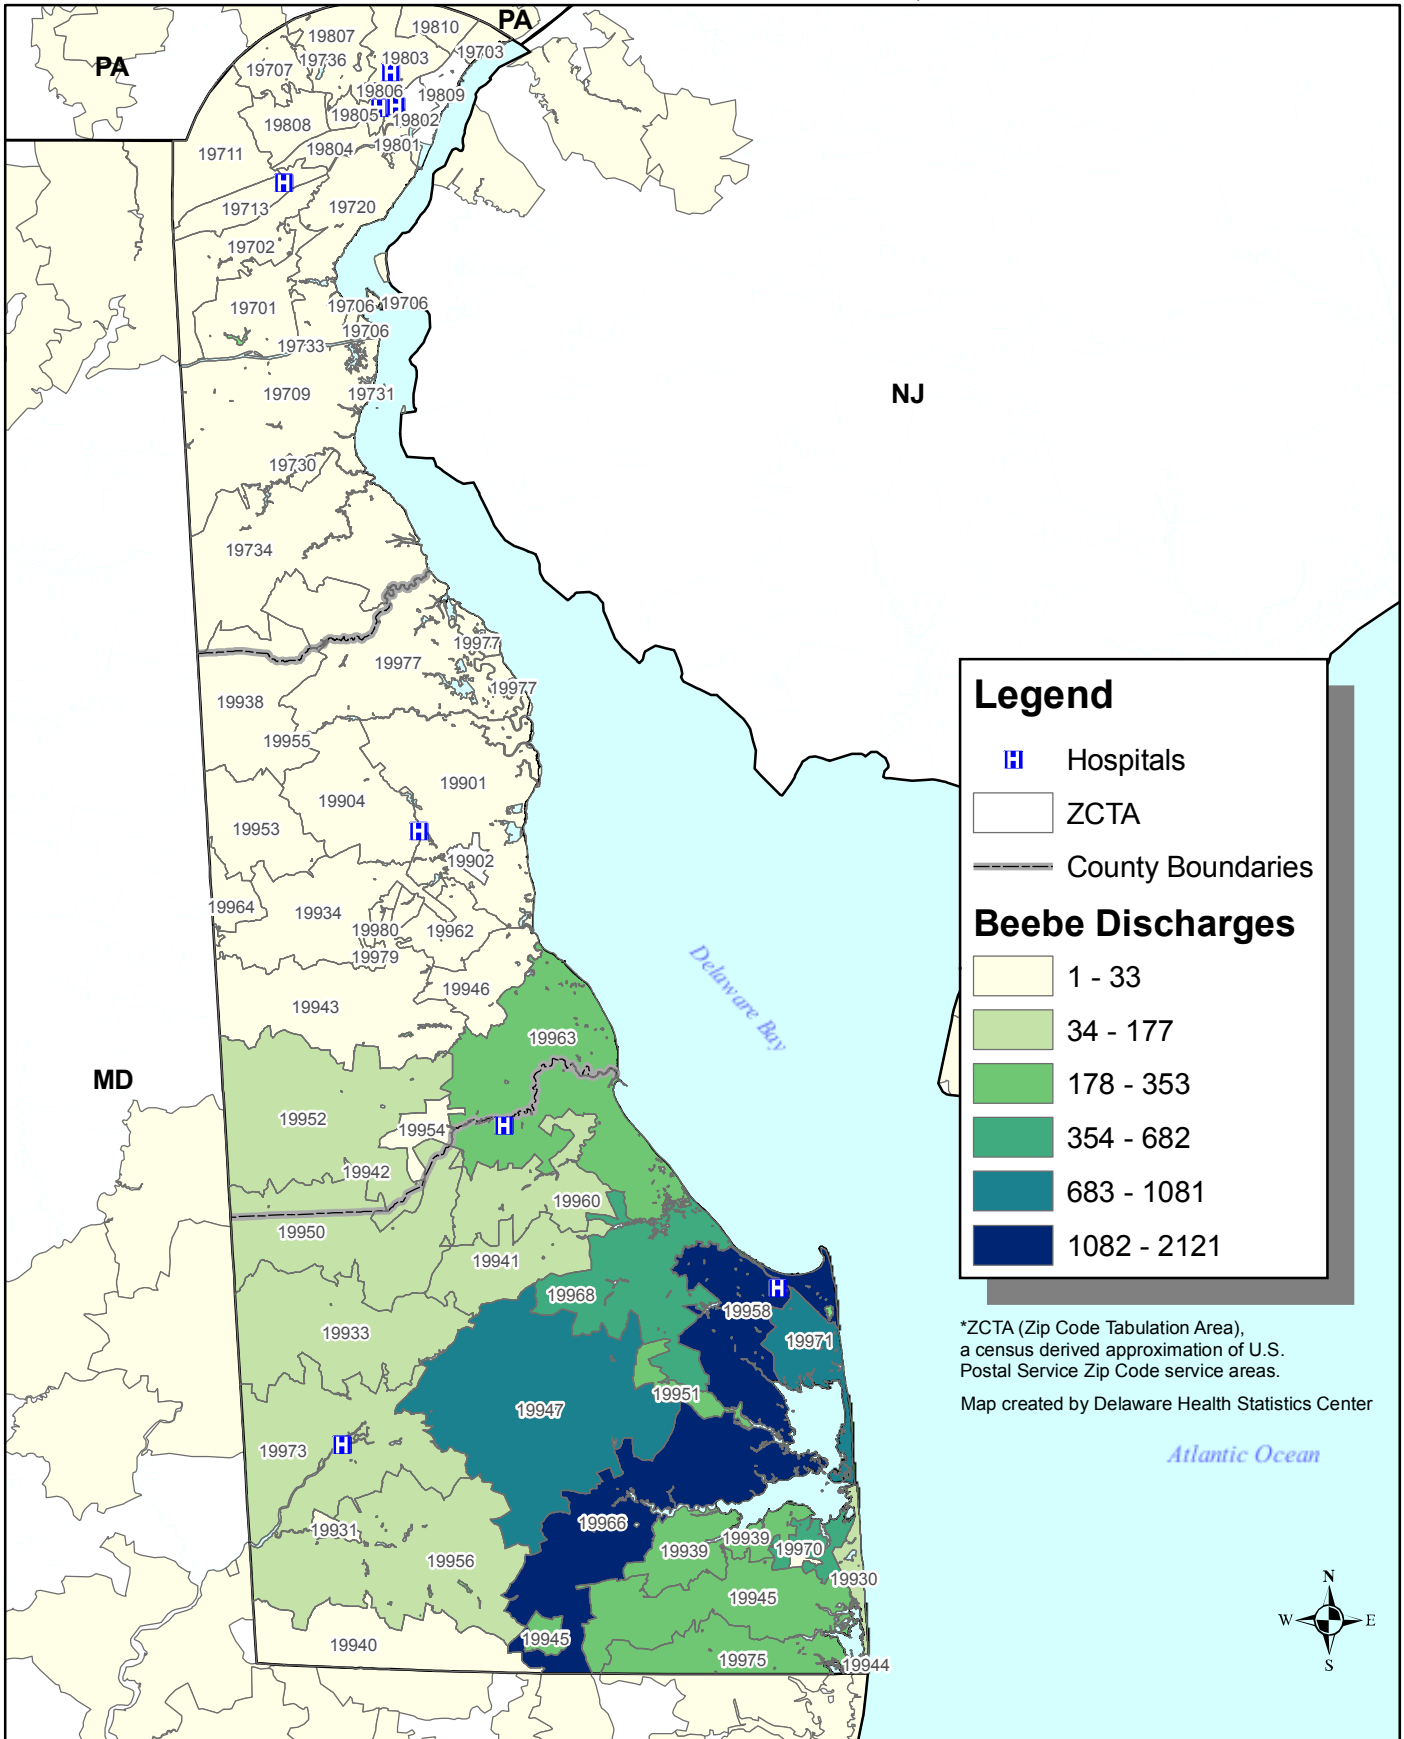 PA
19810
19807
PA
19703
19736
19803
19707
H
19806
19809
H
H
19805
19802
19808
19801
19804
19711
H
19713
19720
19702
19701
19706
19706
19706
19733
19709
19731
NJ
19730
19734
19977
19977
19977
19938
19955
19901
19904
19953
H
19902
19964
19934
19980
19962
19979
19946
19943
Delaware Bay
19963
MD
19952
19954
H
19942
19960
19950
19941
19968
H
19958
19933
19971
19951
19947
19973
H
19966
19931
19939
19939
19970
19956
19930
19945
19945
19940
19975
19944
Legend
H Hospitals
ZCTA
County Boundaries
Beebe Discharges
1 - 33
34 - 177
178 - 353
354 - 682
683 - 1081
1082 - 2121
*ZCTA (Zip Code Tabulation Area),
a census derived approximation of U.S.
Postal Service Zip Code service areas.
Map created by Delaware Health Statistics Center
Atlantic Ocean
N
W E
S